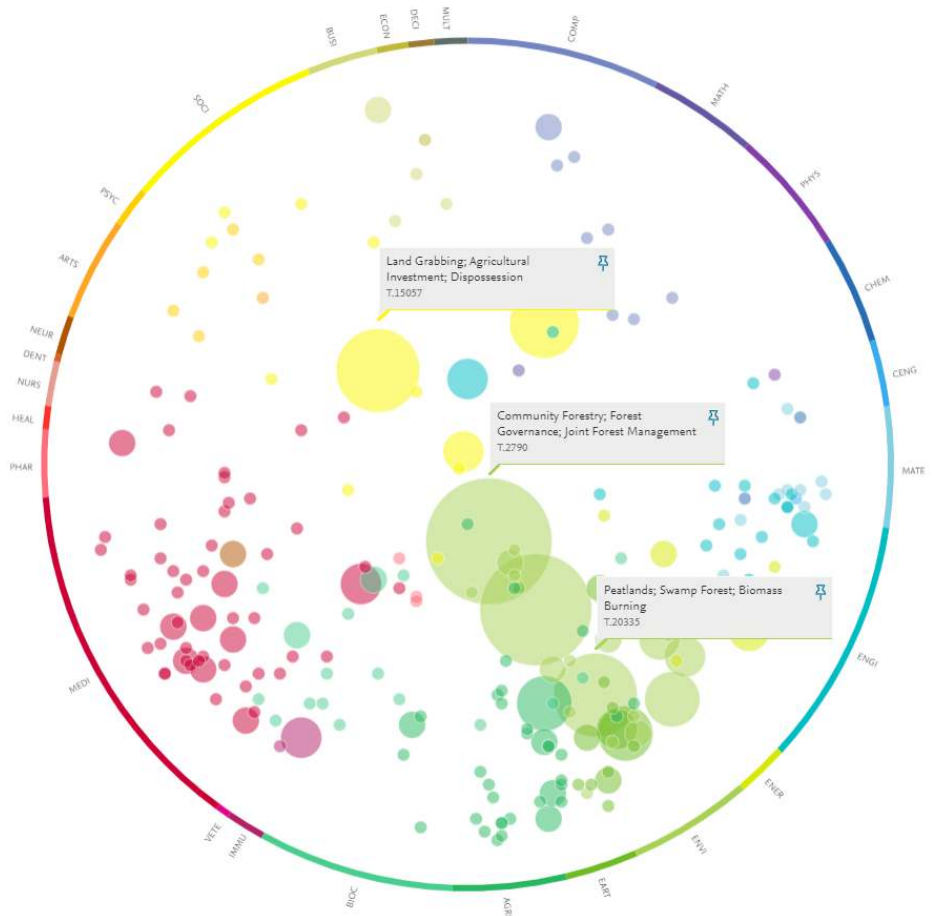 MULT
DECI
ECON
BUSI
COMP
SOCI
MATH
PHYS
PSYC
ARTS
Land Grabbing; Agricultural
Investment; Dispossession
T.15057
CHEM
NEUR
DENT
NURS
CENG
HEAL
Community Forestry; Forest
Governance; Joint Forest Management
T.2790
PHAR
MATE
Peatlands; Swamp Forest; Biomass
Burning
T.20335
MEDI
ENGI
ENER
VETE
IMMU
ENVI
BIOC
EART
AGRI